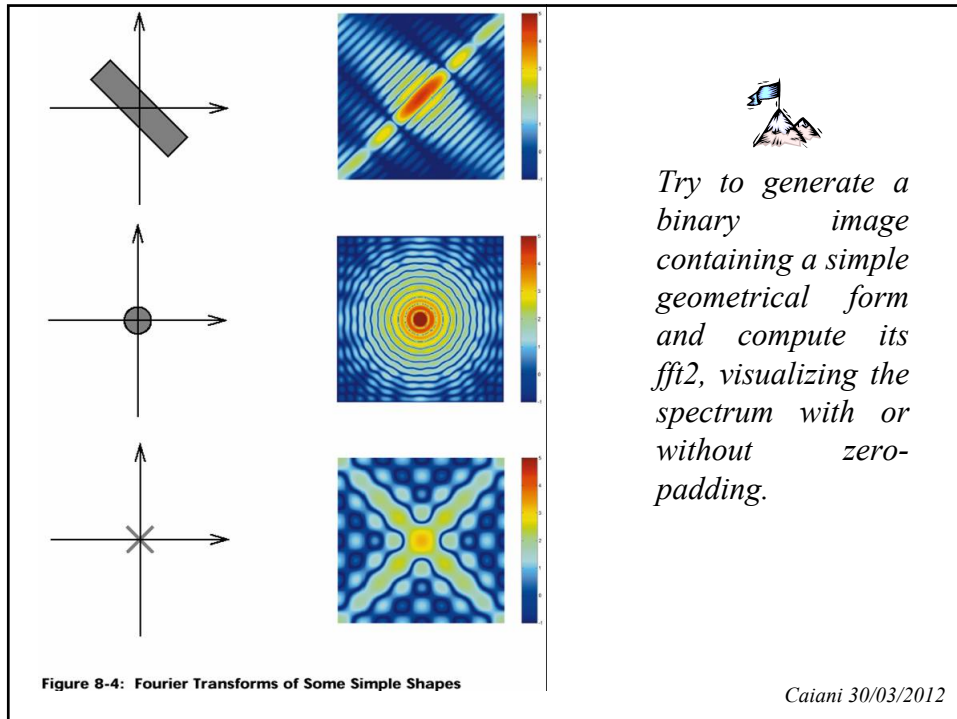 Try to generate a
binary image
containing a simple
geometrical form
and compute its
fft2, visualizing the
spectrum with or
without zero-
padding.
Figure 8-4: Fourier Transforms of Some Simple Shapes
Caiani 30/03/2012